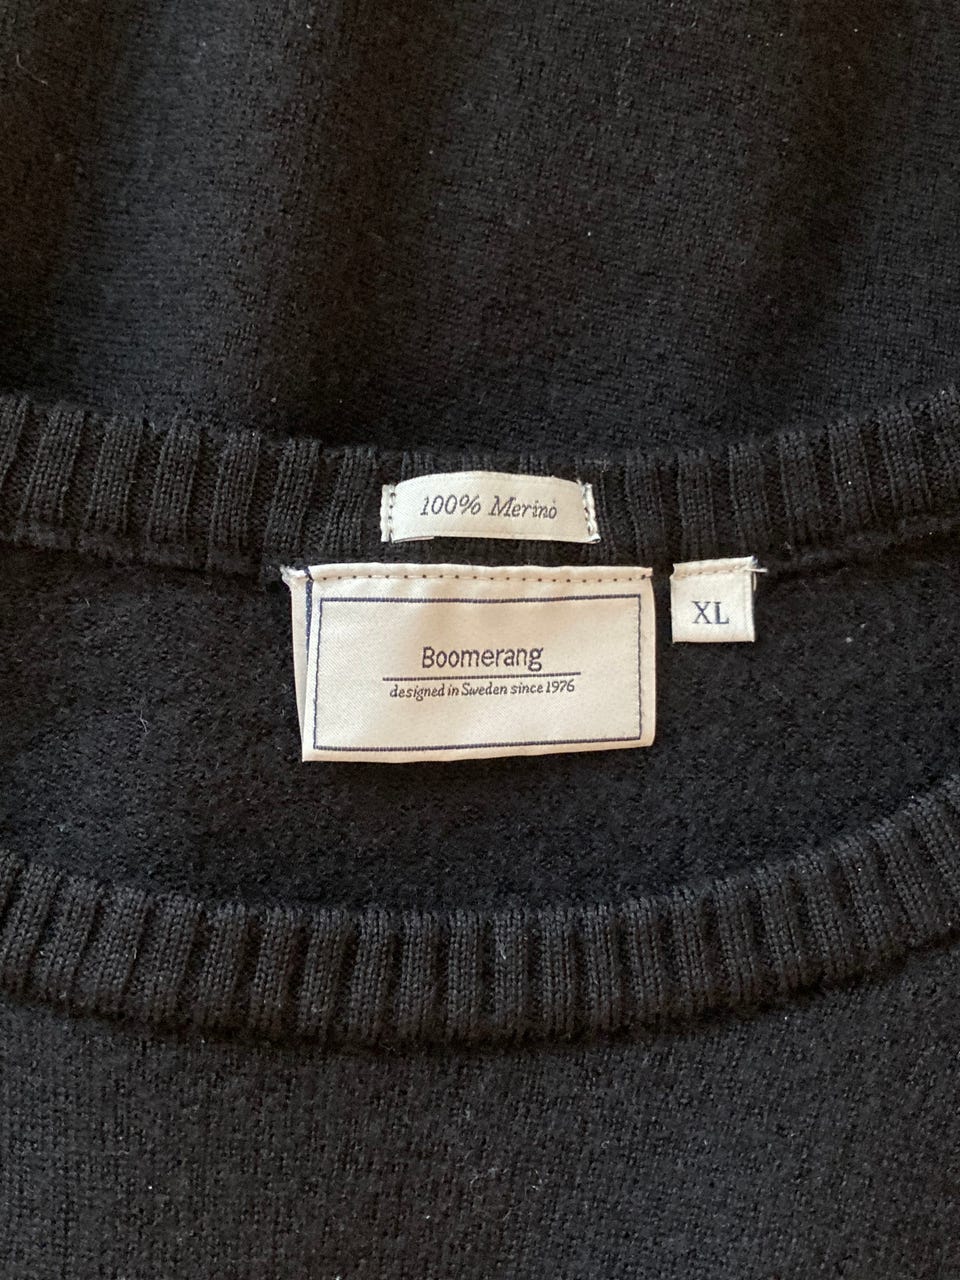 100% Merino
XL
Boomerang
designed in Sweden since 1976